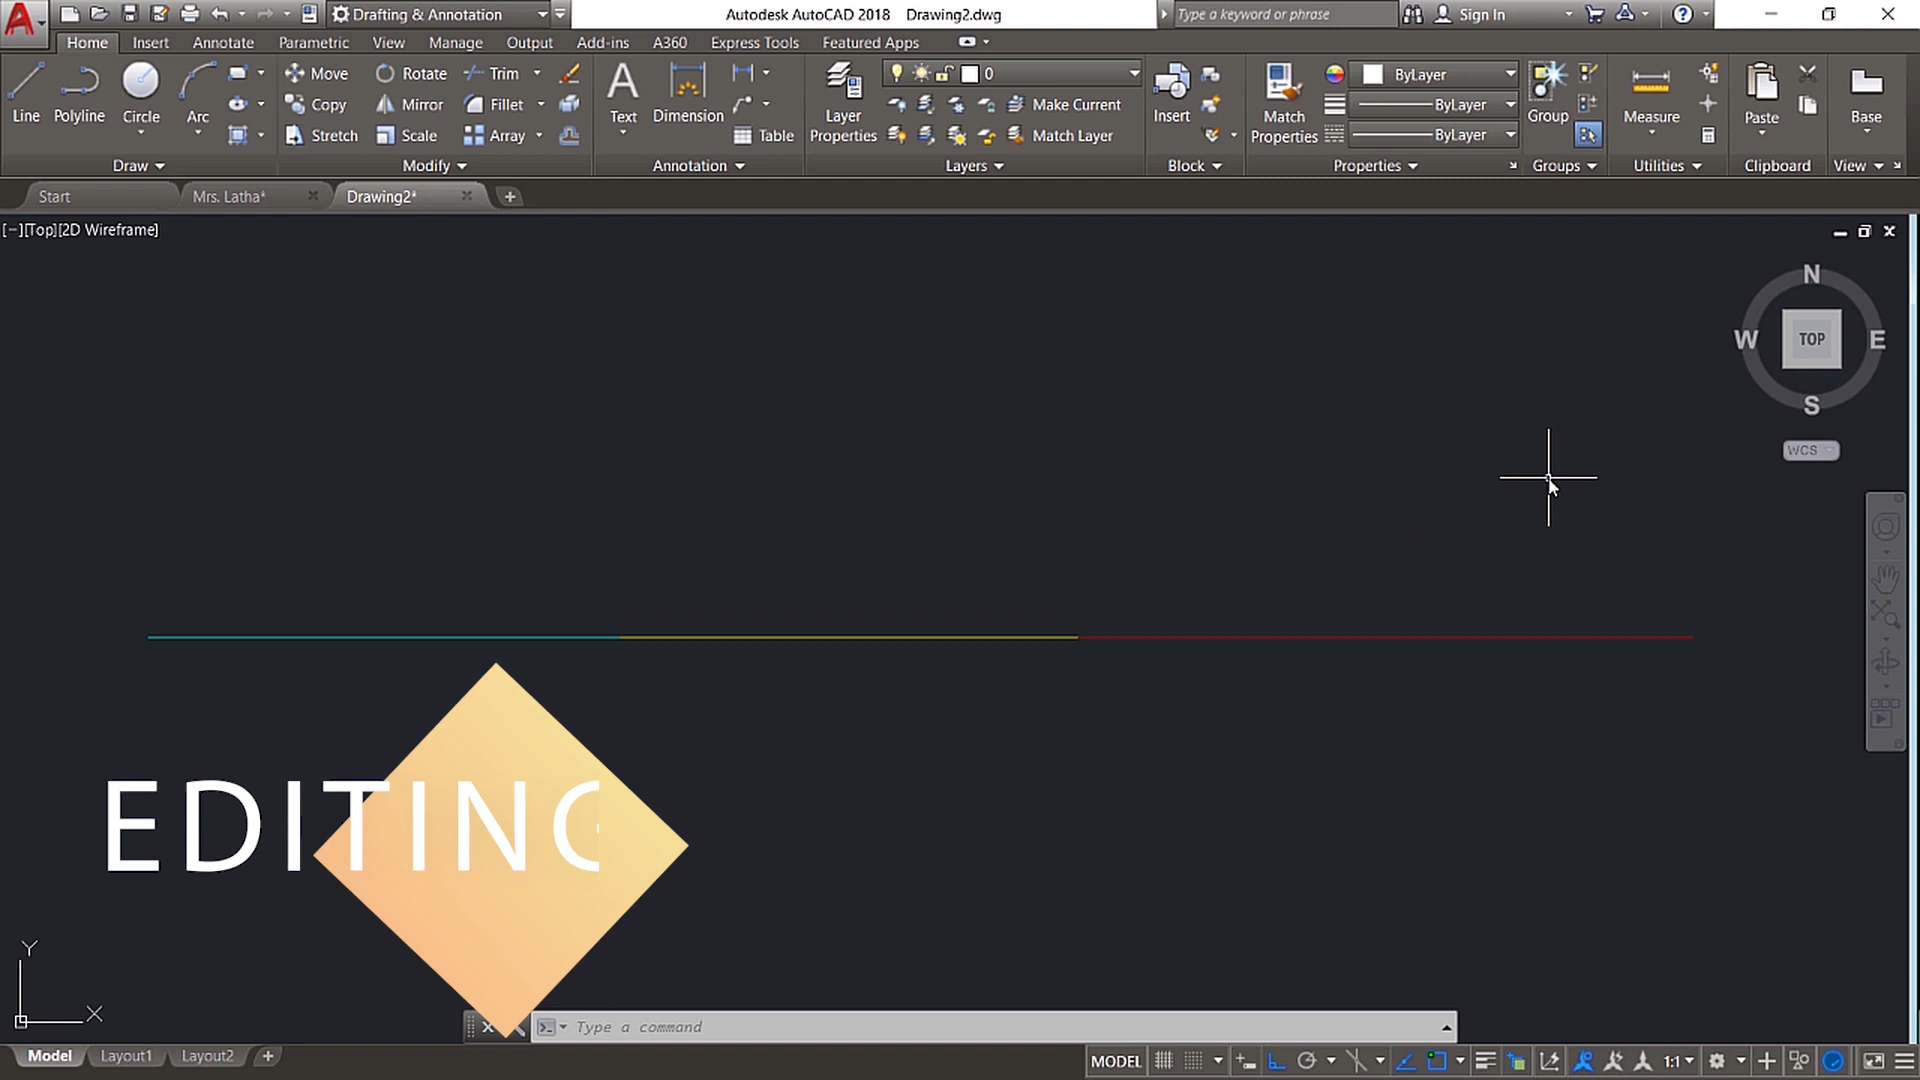 Drafting & Annotation
Autodesk AutoCAD 2018 Drawing2.dwg
Type a keyword or phrase
Sign In
Home Insert Annotate Parametric View Manage Output Add-ins A360 Express Tools Featured Apps
Line Polyline Circle Arc
Move Rotate Trim
Copy Mirror Fillet
Stretch Scale Array
Text Dimension Table
Layer Properties
0
Make Current
Match Layer
Insert
Match Properties
ByLayer
ByLayer
ByLayer
Group Measure Paste Base
Draw Modify Annotation Layers Block Properties Groups Utilities Clipboard View
Start Mrs. Latha* Drawing2*
[−][Top][2D Wireframe]
N
W TOP E
S
WCS
EDITING
Y
X
Type a command
Model Layout1 Layout2
MODEL 1:1